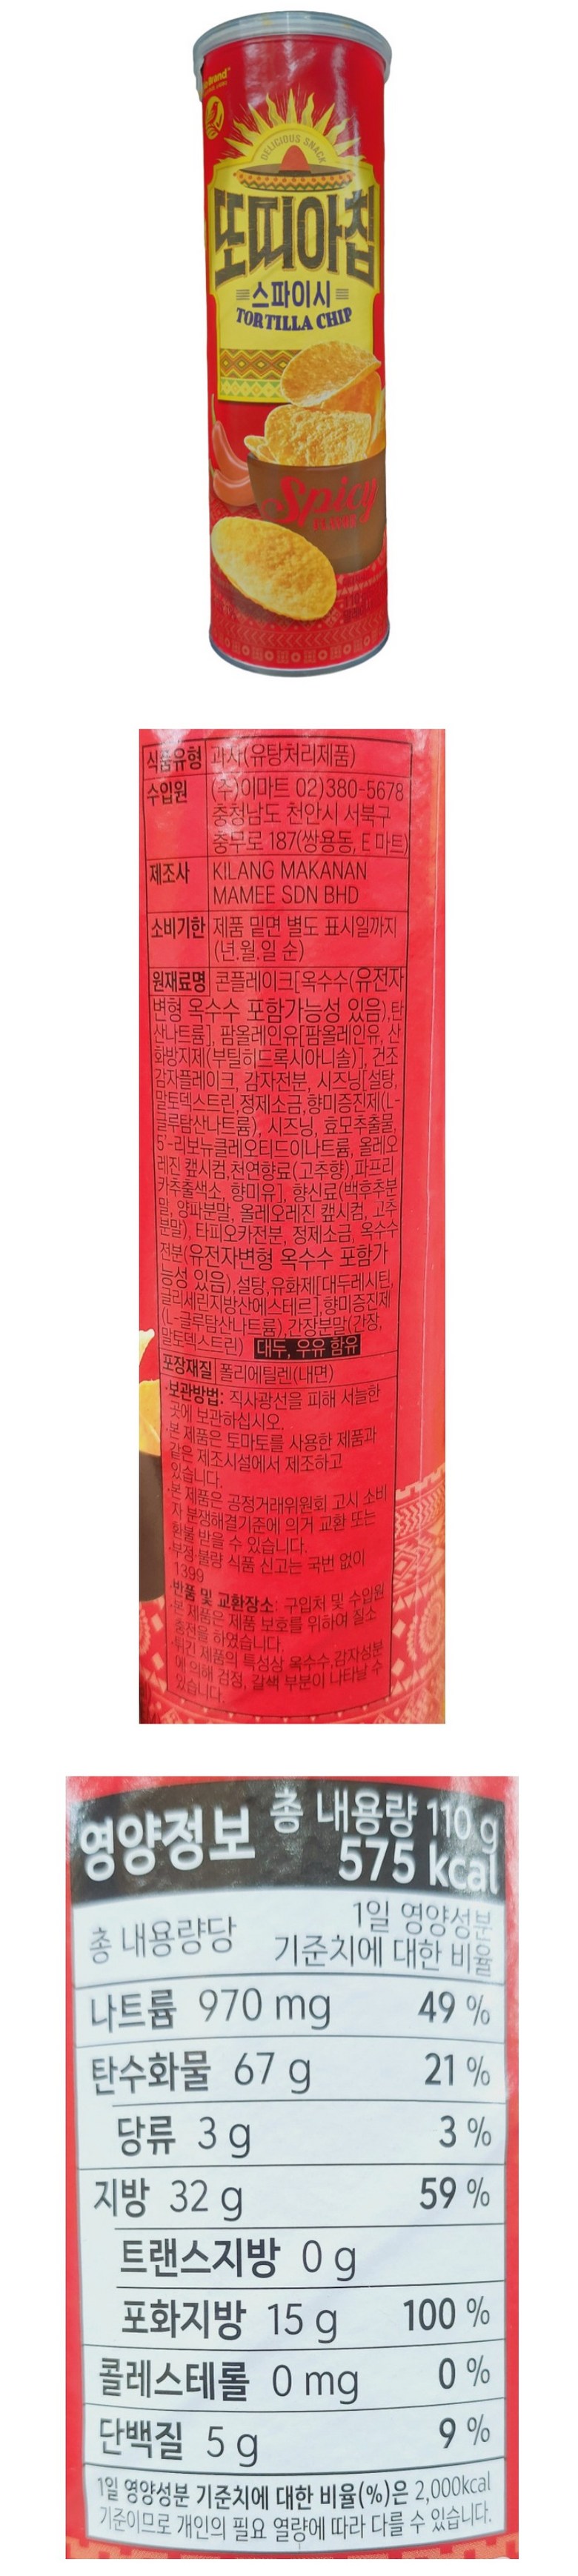 DELICIOUS SNACK
또띠아칩
스파이시
TORTILLA CHIP
Spicy
식품유형 과자(유탕처리제품)
수입원 (주)이마트 02)380-5678
충청남도 천안시 서북구
충무로 187(쌍용동, E 마트)
제조사 KILANG MAKANAN
MAMEE SDN BHD
소비기한 제품 밑면 별도 표시일까지
(년.월.일 순)
원재료명 콘플레이크[옥수수(유전자
변형 옥수수 포함가능성 있음),탄
산나트륨], 팜올레인유[팜올레인유, 산
화방지제(부틸히드록시아니솔)], 건조
감자플레이크, 감자전분, 시즈닝[설탕,
말토덱스트린,정제소금,향미증진제(L-
글루탐산나트륨), 시즈닝, 효모추출물,
5'-리보뉴클레오티드이나트륨, 올레오
레진 캪시컴,천연향료(고추향),파프리
카추출색소, 향미유], 향신료(백후추분
말, 양파분말, 올레오레진 캪시컴, 고추
분말), 타피오카전분, 정제소금, 옥수수
전분(유전자변형 옥수수 포함가
능성 있음),설탕,유화제[대두레시틴,
글리세린지방산에스테르],향미증진제
(L-글루탐산나트륨),간장분말(간장,
말토덱스트린) 대두, 우유 함유
포장재질 폴리에틸렌(내면)
·보관방법: 직사광선을 피해 서늘한
곳에 보관하십시오.
·본 제품은 토마토를 사용한 제품과
같은 제조시설에서 제조하고
있습니다.
·본 제품은 공정거래위원회 고시 소비
자 분쟁해결기준에 의거 교환 또는
환불 받을 수 있습니다.
·부정·불량 식품 신고는 국번 없이
1399
·반품 및 교환장소: 구입처 및 수입원
·본 제품은 제품 보호를 위하여 질소
충전을 하였습니다.
·튀긴 제품의 특성상 옥수수,감자성분
에 의해 검정, 갈색 부분이 나타날 수
있습니다.
영양정보 총 내용량 110 g
575 kcal
총 내용량당 1일 영양성분
기준치에 대한 비율
나트륨 970 mg 49 %
탄수화물 67 g 21 %
당류 3 g 3 %
지방 32 g 59 %
트랜스지방 0 g
포화지방 15 g 100 %
콜레스테롤 0 mg 0 %
단백질 5 g 9 %
1일 영양성분 기준치에 대한 비율(%)은 2,000kcal
기준이므로 개인의 필요 열량에 따라 다를 수 있습니다.